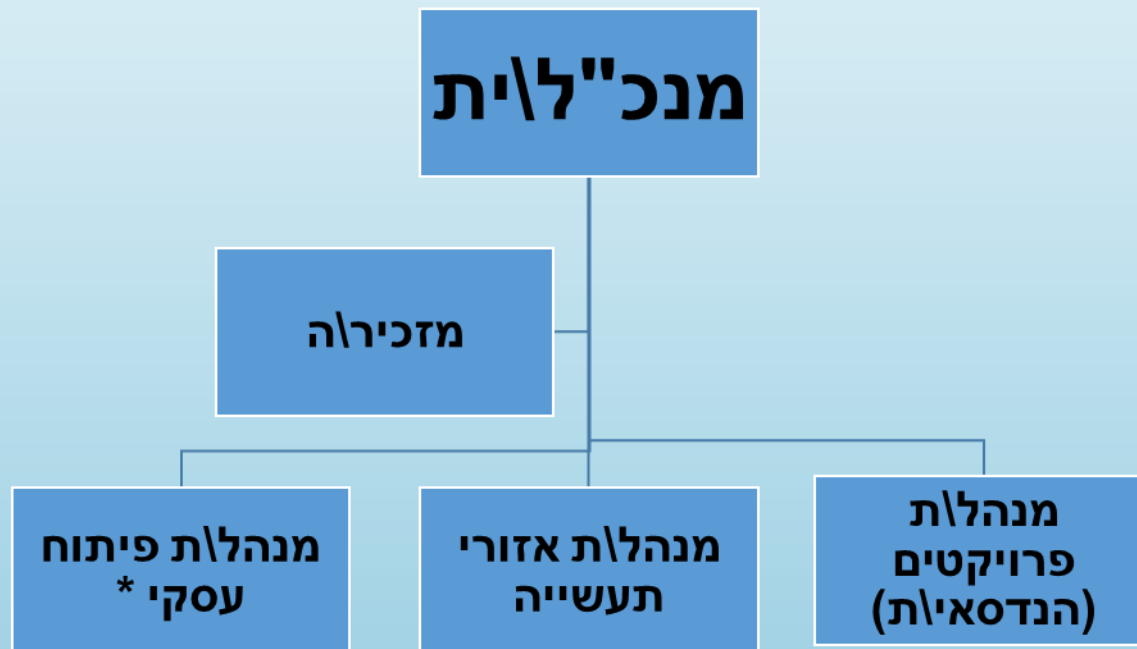 מנכ"ל\ית
מזכיר\ה
מנהל\ת
פרויקטים
(הנדסאי\ת)
מנהל\ת אזורי
תעשייה
מנהל\ת פיתוח
עסקי *